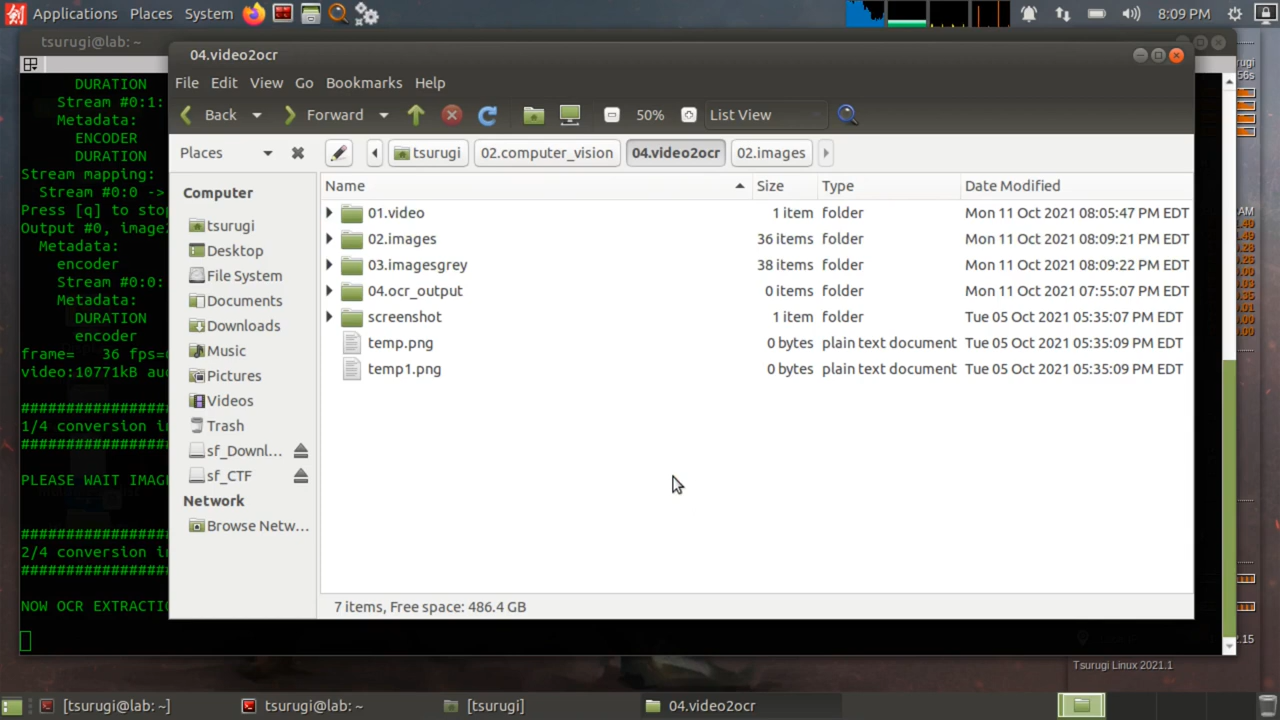 Applications Places System 8:09 PM
tsurugi@lab: ~
04.video2ocr
File Edit View Go Bookmarks Help
Back Forward 50% List View
Places tsurugi 02.computer_vision 04.video2ocr 02.images
Name Size Type Date Modified
01.video 1 item folder Mon 11 Oct 2021 08:05:47 PM EDT
02.images 36 items folder Mon 11 Oct 2021 08:09:21 PM EDT
03.imagesgrey 38 items folder Mon 11 Oct 2021 08:09:22 PM EDT
04.ocr_output 0 items folder Mon 11 Oct 2021 07:55:07 PM EDT
screenshot 1 item folder Tue 05 Oct 2021 05:35:07 PM EDT
temp.png 0 bytes plain text document Tue 05 Oct 2021 05:35:09 PM EDT
temp1.png 0 bytes plain text document Tue 05 Oct 2021 05:35:09 PM EDT
Computer
tsurugi
Desktop
File System
Documents
Downloads
Music
Pictures
Videos
Trash
sf_Downl...
sf_CTF
Network
Browse Netw...
7 items, Free space: 486.4 GB
DURATION
Stream #0:1:
Metadata:
ENCODER
DURATION
Stream mapping:
Stream #0:0 ->
Press [q] to sto
Output #0, image
Metadata:
encoder
Stream #0:0:
Metadata:
DURATION
encoder
frame= 36 fps=
video:10771kB au
################
1/4 conversion i
################
PLEASE WAIT IMAG
################
2/4 conversion i
################
NOW OCR EXTRACTI
Tsurugi Linux 2021.1
[tsurugi@lab: ~] tsurugi@lab: ~ [tsurugi] 04.video2ocr